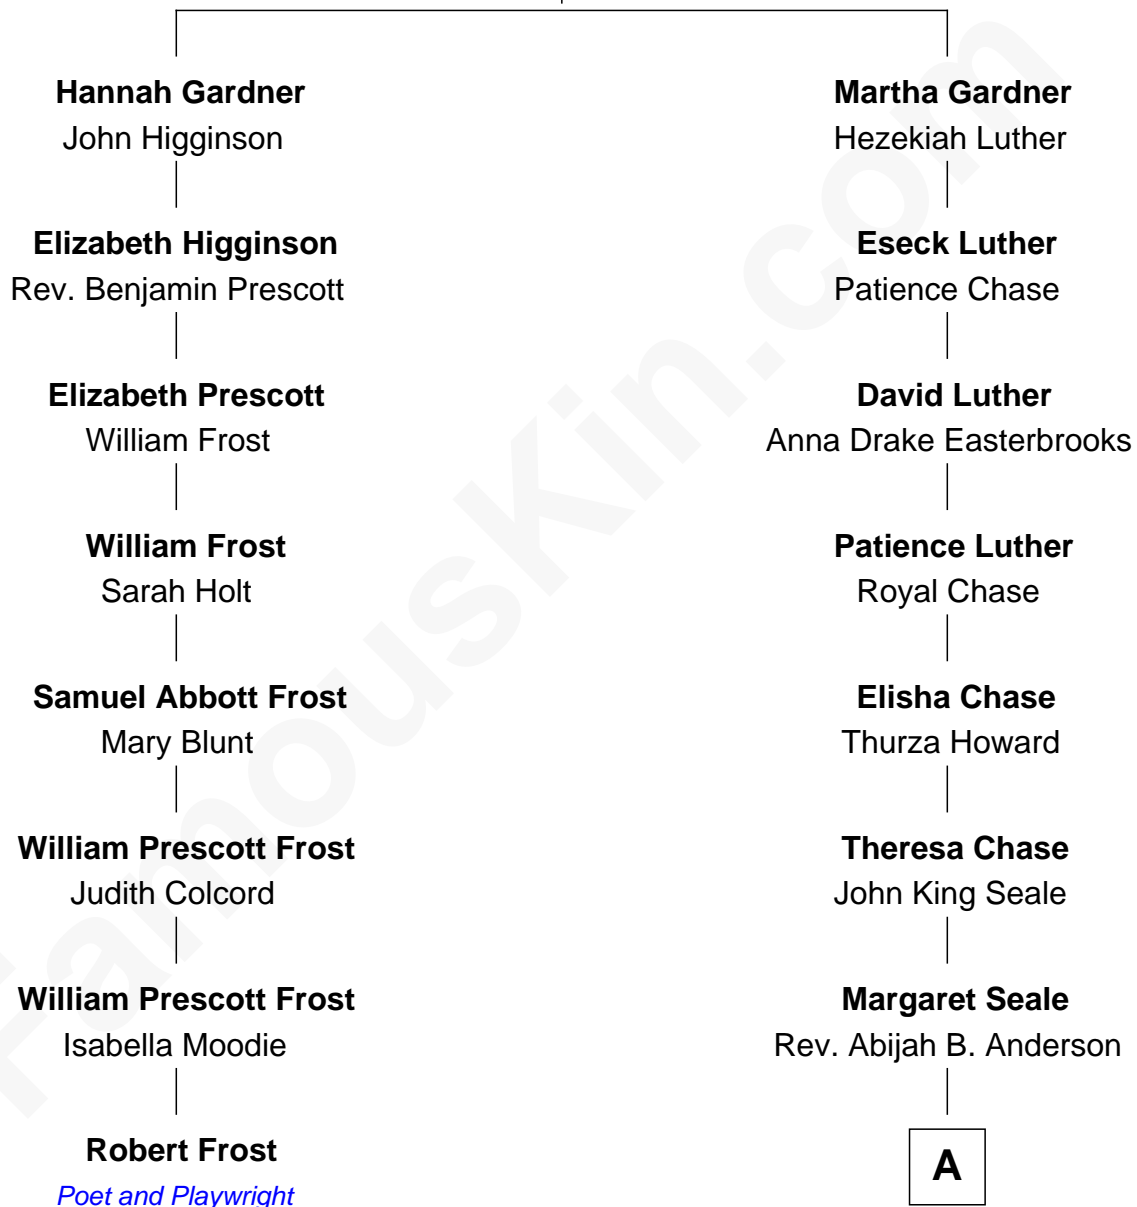 Hannah Gardner
John Higginson
Elizabeth Higginson
Rev. Benjamin Prescott
Elizabeth Prescott
William Frost
William Frost
Sarah Holt
Samuel Abbott Frost
Mary Blunt
William Prescott Frost
Judith Colcord
William Prescott Frost
Isabella Moodie
Robert Frost
Poet and Playwright
Martha Gardner
Hezekiah Luther
Eseck Luther
Patience Chase
David Luther
Anna Drake Easterbrooks
Patience Luther
Royal Chase
Elisha Chase
Thurza Howard
Theresa Chase
John King Seale
Margaret Seale
Rev. Abijah B. Anderson
A
FamousKin.com